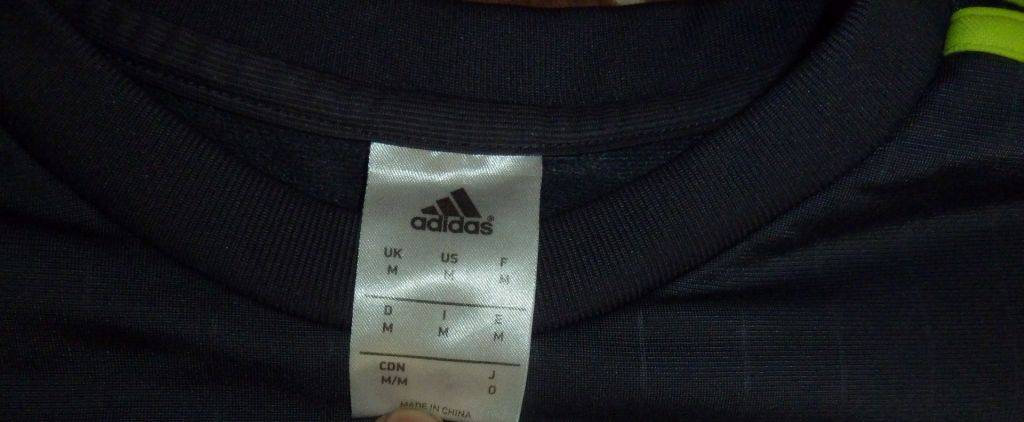 adidas®
UK US F
M M M
D I E
M M M
CDN J
M/M O
MADE IN CHINA